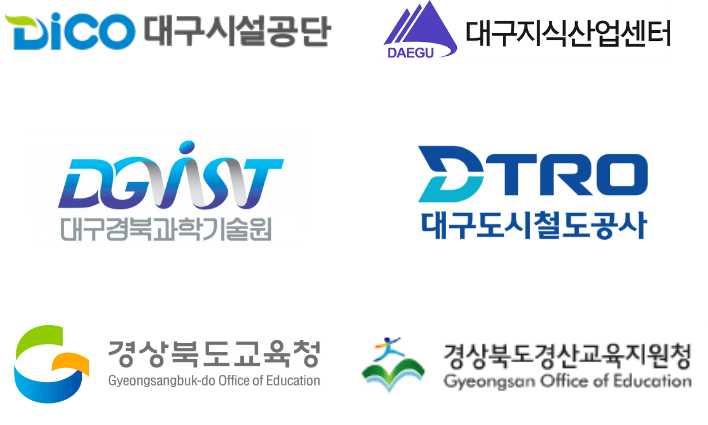 DiCO 대구시설공단
DAEGU 대구지식산업센터
DGIST
대구경북과학기술원
DTRO
대구도시철도공사
경상북도교육청
Gyeongsangbuk-do Office of Education
경상북도경산교육지원청
Gyeongsan Office of Education